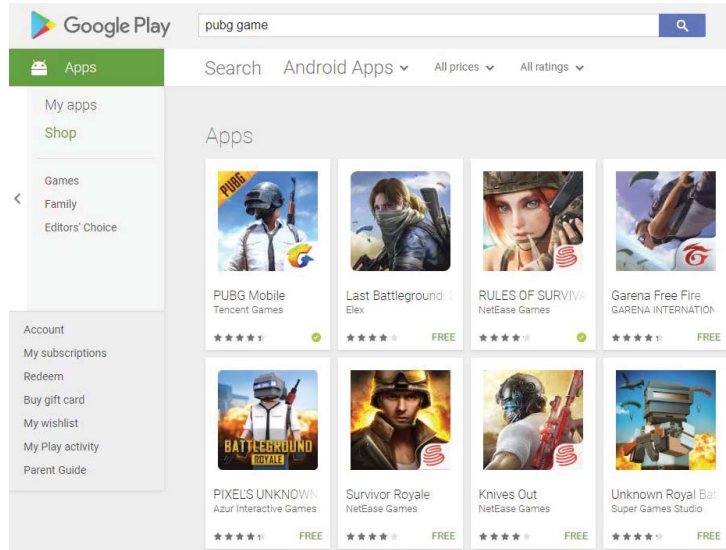 Google Play
pubg game
Apps
Search Android Apps All prices All ratings
My apps
Shop
Games
Family
Editors' Choice
Account
My subscriptions
Redeem
Buy gift card
My wishlist
My Play activity
Parent Guide
Apps
PUBG
PUBG Mobile
Tencent Games
Last Battleground:
Elex
FREE
RULES OF SURVIVA
NetEase Games
Garena Free Fire
GARENA INTERNATION
FREE
BATTLEGROUND
ROYALE
PIXEL'S UNKNOWN
Azur Interactive Games
FREE
Survivor Royale
NetEase Games
FREE
Knives Out
NetEase Games
FREE
Unknown Royal Bat
Super Games Studio
FREE